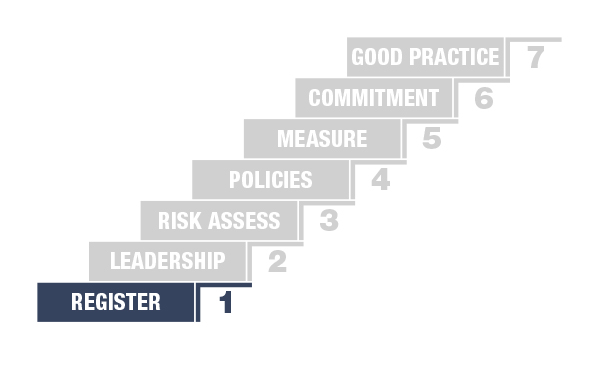 GOOD PRACTICE 7
COMMITMENT 6
MEASURE 5
POLICIES 4
RISK ASSESS 3
LEADERSHIP 2
REGISTER 1